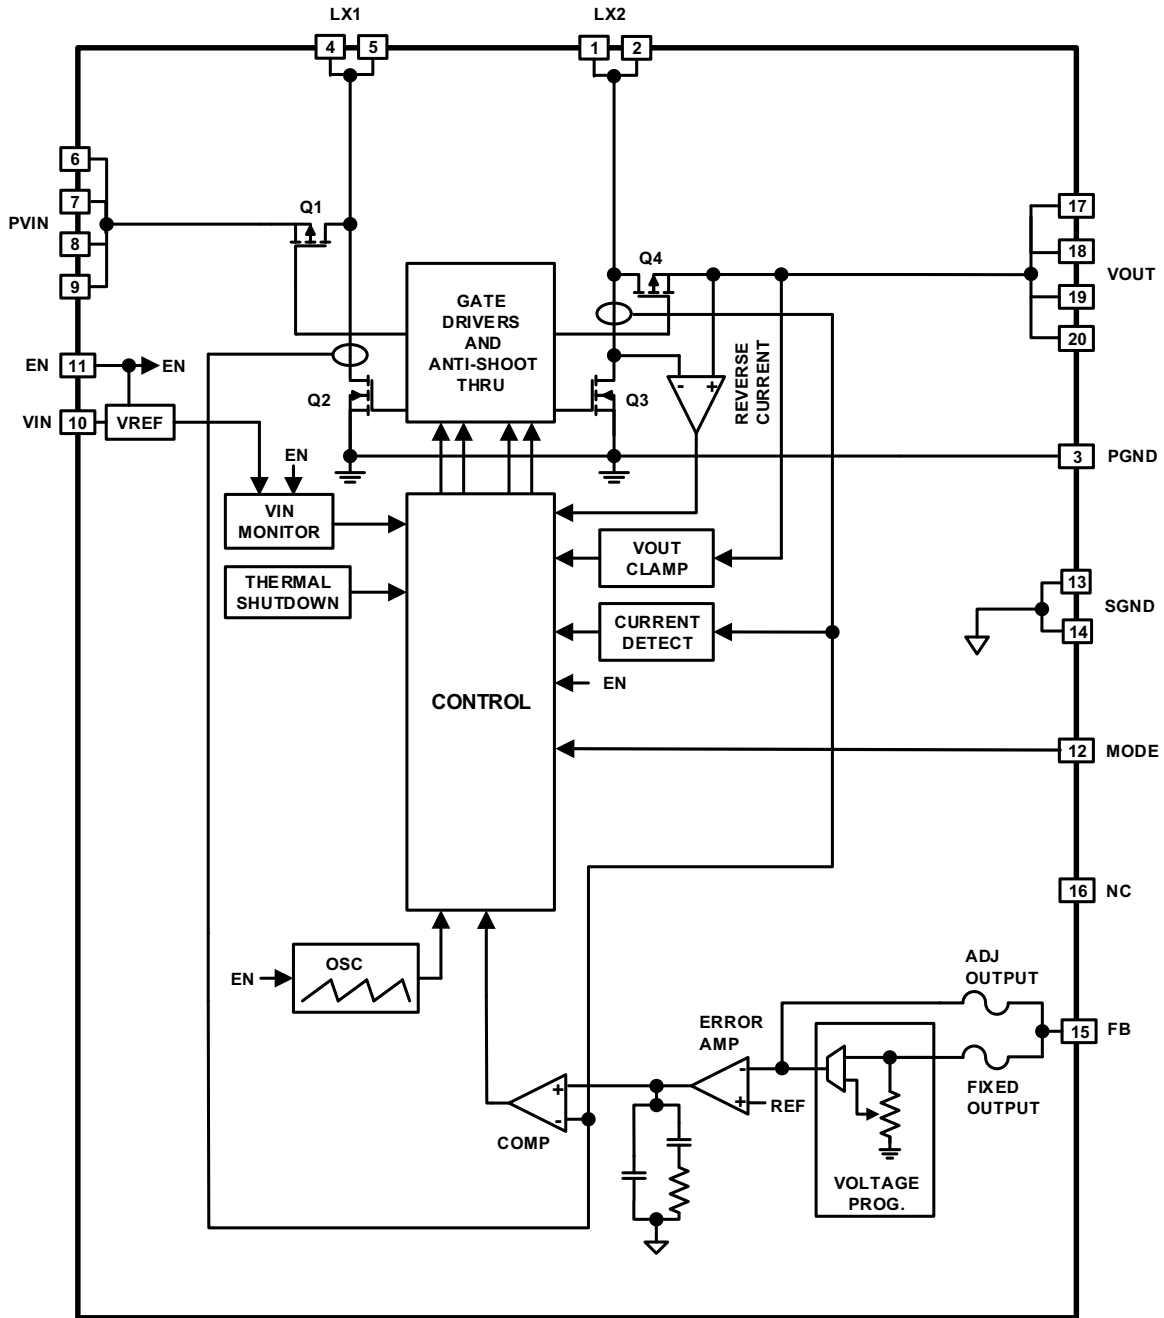 LX1
LX2
4
5
1
2
6
7
PVIN
8
9
Q1
Q4
17
18
VOUT
19
20
GATE
DRIVERS
AND
ANTI-SHOOT
THRU
REVERSE
CURRENT
EN
11
EN
VIN
10
VREF
Q2
Q3
-
+
3
PGND
EN
VIN
MONITOR
VOUT
CLAMP
THERMAL
SHUTDOWN
CURRENT
DETECT
13
SGND
14
EN
CONTROL
12
MODE
16
NC
EN
OSC
ADJ
OUTPUT
ERROR
AMP
15
FB
FIXED
OUTPUT
-
+
REF
+
-
COMP
VOLTAGE
PROG.